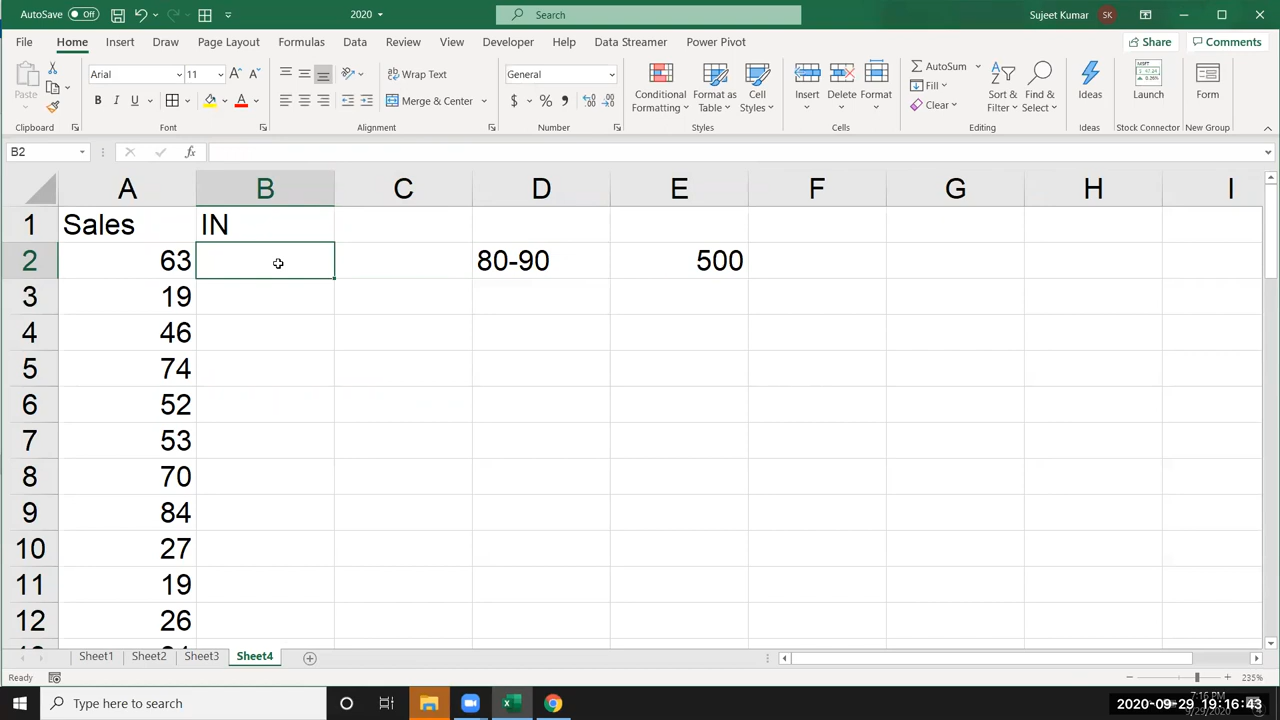 AutoSave Off 2020 Search Sujeet Kumar SK
File Home Insert Draw Page Layout Formulas Data Review View Developer Help Data Streamer Power Pivot Share Comments
Paste Arial 11 Wrap Text General Conditional Formatting Format as Table Cell Styles Insert Delete Format AutoSum Sort & Filter Find & Select Ideas Launch Form
B I U A Merge & Center $ % Fill
Clear
Clipboard Font Alignment Number Styles Cells Editing Ideas Stock Connector New Group
B2 fx
A B C D E F G H I
1 Sales IN
2 63 80-90 500
3 19
4 46
5 74
6 52
7 53
8 70
9 84
10 27
11 19
12 26
Sheet1 Sheet2 Sheet3 Sheet4
Ready 235%
Type here to search 2020-09-29 19:16:43